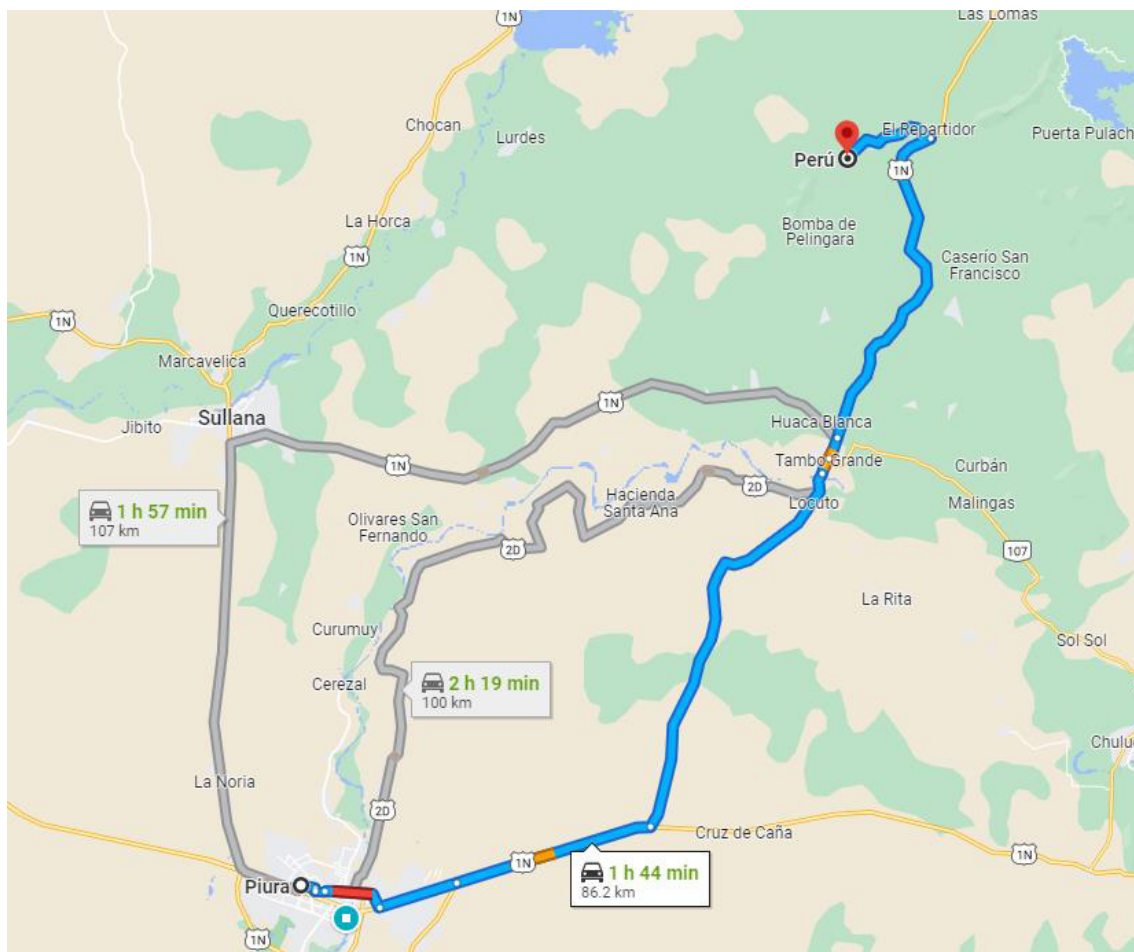 1N
Las Lomas
Chocan
Lurdes
El Repartidor
Puerta Pulach
Perú
1N
La Horca
Bomba de
Pelingara
1N
Caserío San
Francisco
Querecotillo
1N
Marcavelica
Sullana
Jibito
1N
Huaca Blanca
1N
Tambo Grande
Curbán
2D
Hacienda
Santa Ana
Locuto
Malingas
1 h 57 min
107 km
Olivares San
Fernando
2D
107
La Rita
Curumuy
Sol Sol
Cerezal
2 h 19 min
100 km
Chulu
La Noria
2D
Cruz de Caña
1N
1N
1 h 44 min
86.2 km
Piura
1N